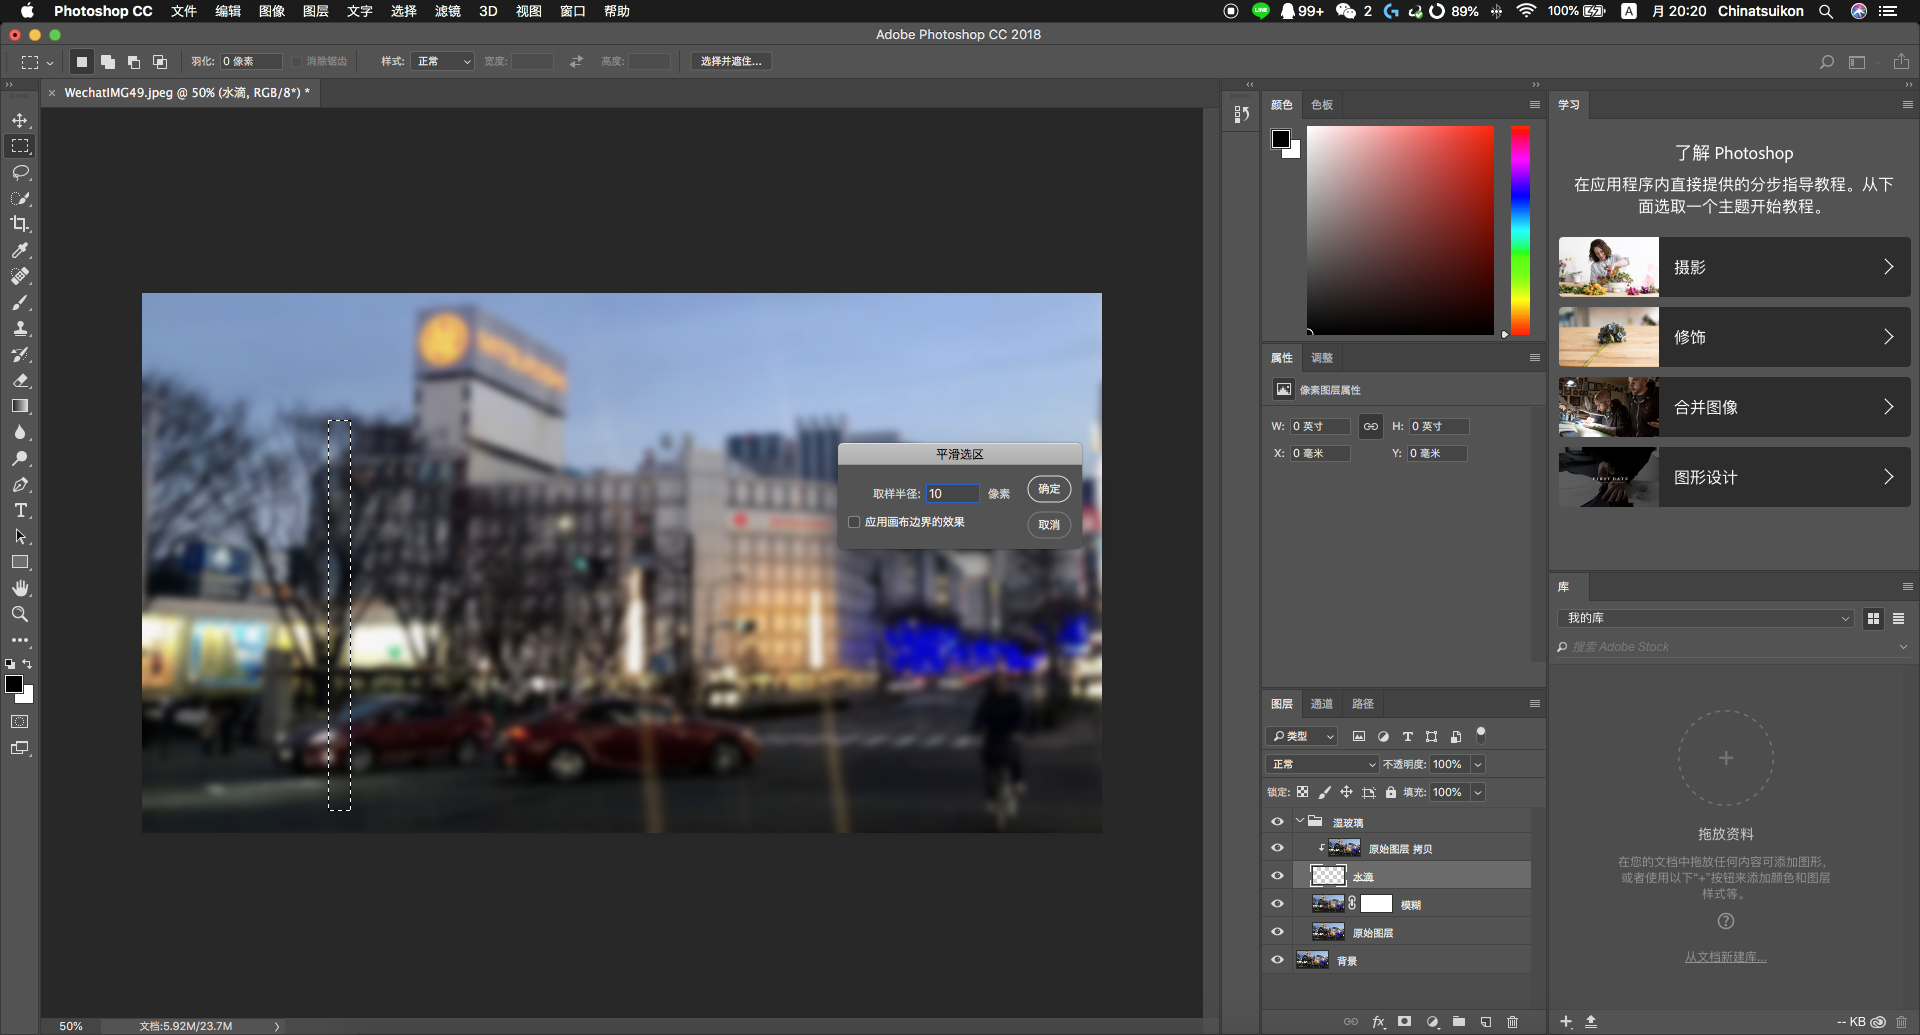 Photoshop CC 文件 编辑 图像 图层 文字 选择 滤镜 3D 视图 窗口 帮助
99+ 2 89% 100% A 月 20:20 Chinatsuikon
Adobe Photoshop CC 2018
羽化: 0 像素 消除锯齿 样式: 正常 宽度: 高度: 选择并遮住...
× WechatIMG49.jpeg @ 50% (水滴, RGB/8*) *
平滑选区
取样半径: 10 像素 确定
应用画布边界的效果
取消
颜色 色板
属性 调整
像素图层属性
W: 0 英寸 H: 0 英寸
X: 0 毫米 Y: 0 毫米
图层 通道 路径
类型
正常 不透明度: 100%
锁定: 填充: 100%
湿玻璃
原始图层 拷贝
水滴
模糊
原始图层
背景
fx
学习
了解 Photoshop
在应用程序内直接提供的分步指导教程。从下
面选取一个主题开始教程。
摄影
修饰
合并图像
FIRST DATE
图形设计
库
我的库
搜索 Adobe Stock
拖放资料
在您的文档中拖放任何内容可添加图形,
或者使用以下“+”按钮来添加颜色和图层
样式等。
从文档新建库...
-- KB
50% 文档:5.92M/23.7M